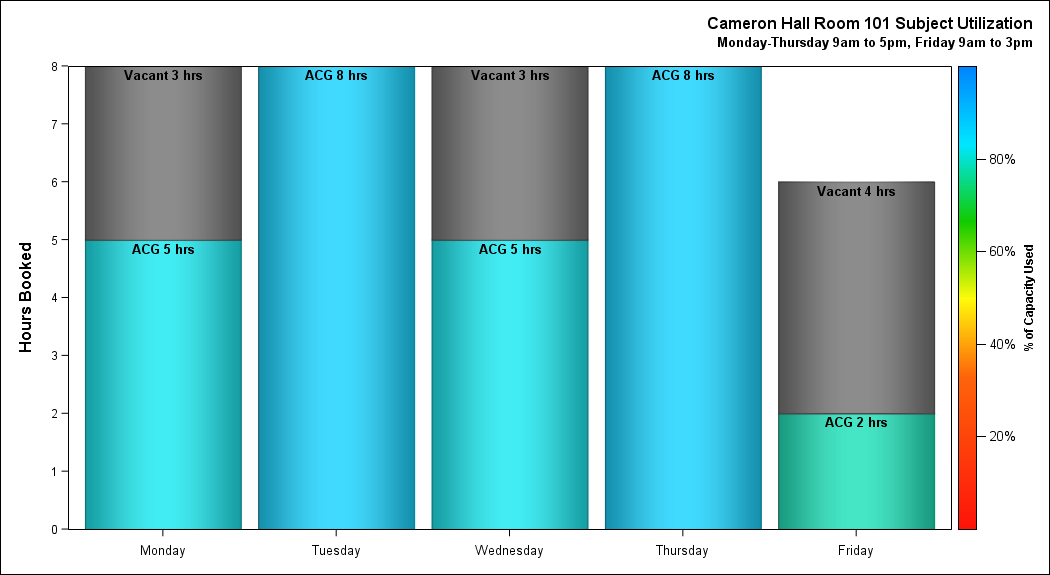 Cameron Hall Room 101 Subject Utilization
Monday-Thursday 9am to 5pm, Friday 9am to 3pm
Hours Booked
8
7
6
5
4
3
2
1
0
Vacant 3 hrs
ACG 5 hrs
ACG 8 hrs
Vacant 3 hrs
ACG 5 hrs
ACG 8 hrs
Vacant 4 hrs
ACG 2 hrs
Monday
Tuesday
Wednesday
Thursday
Friday
80%
60%
40%
20%
% of Capacity Used